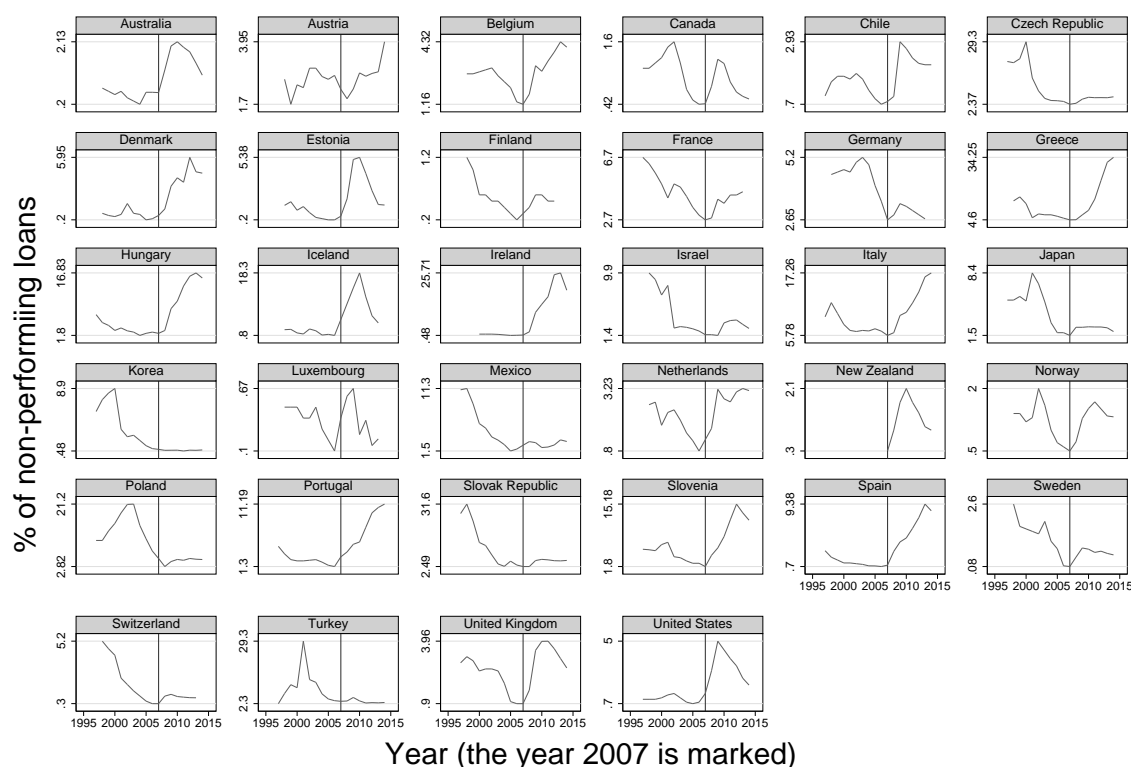 % of non-performiing loans
Australia
2.13
.2
Austria
3.95
1.7
Belgium
4.32
1.16
Canada
1.6
.42
Chile
2.93
.7
Czech Republic
29.3
2.37
Denmark
5.95
.2
Estonia
5.38
.2
Finland
1.2
.2
France
6.7
2.7
Germany
5.2
2.65
Greece
34.25
4.6
Hungary
16.83
1.8
Iceland
18.3
.8
Ireland
25.71
.48
Israel
9.9
1.4
Italy
17.26
5.78
Japan
8.4
1.5
Korea
8.9
.48
Luxembourg
.67
.1
Mexico
11.3
1.5
Netherlands
3.23
.8
New Zealand
2.1
.3
Norway
2
.5
Poland
21.2
2.82
Portugal
11.19
1.3
Slovak Republic
31.6
2.49
Slovenia
15.18
1.8
Spain
9.38
.7
1995 2000 2005 2010 2015
Sweden
2.6
.08
1995 2000 2005 2010 2015
Switzerland
5.2
.3
1995 2000 2005 2010 2015
Turkey
29.3
2.3
1995 2000 2005 2010 2015
United Kingdom
3.96
.9
1995 2000 2005 2010 2015
United States
5
.7
1995 2000 2005 2010 2015
Year (the year 2007 is marked)